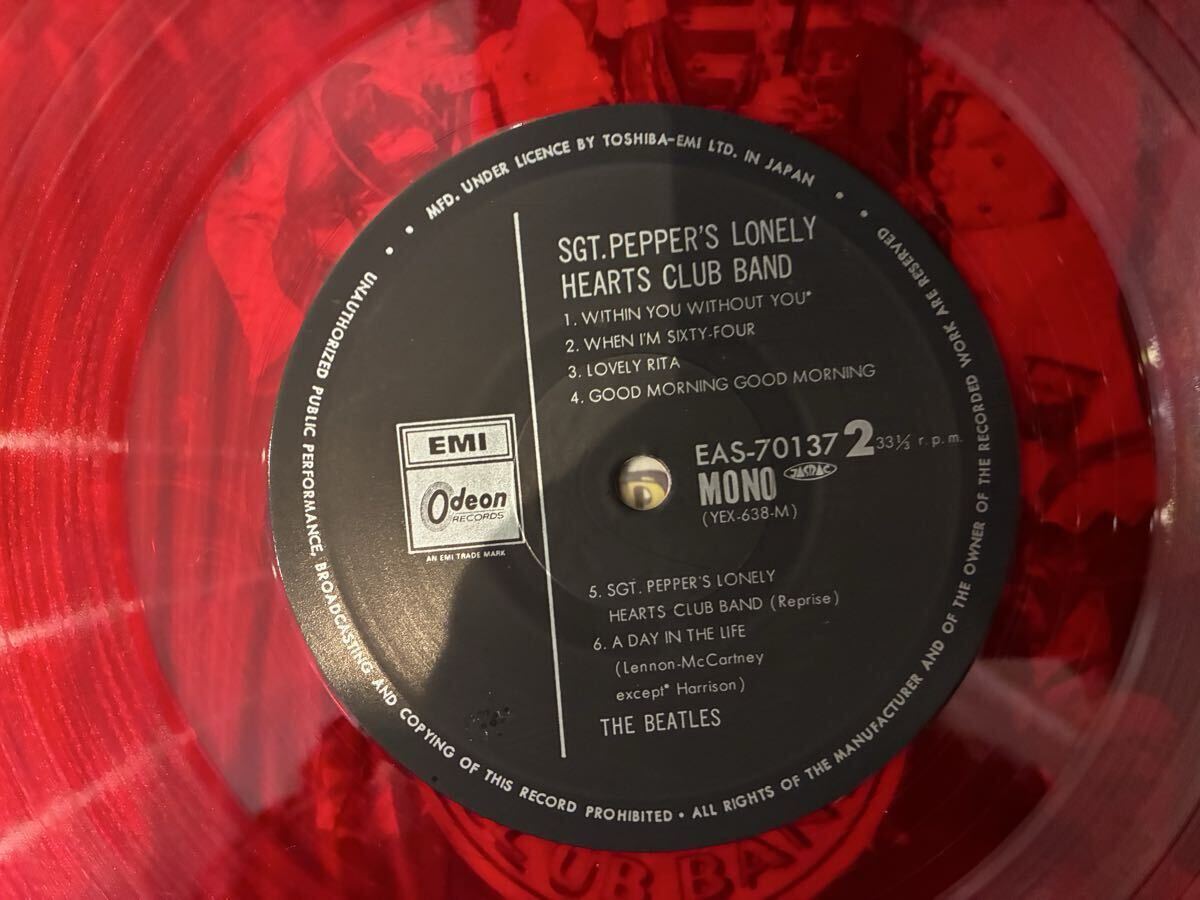 • MFD. UNDER LICENCE BY TOSHIBA-EMI LTD. IN JAPAN •
SGT. PEPPER'S LONELY
HEARTS CLUB BAND
1. WITHIN YOU WITHOUT YOU*
2. WHEN I'M SIXTY-FOUR
3. LOVELY RITA
4. GOOD MORNING GOOD MORNING
EMI
Odeon
RECORDS
AN EMI TRADE MARK
EAS-70137 2 33⅓ r.p.m.
MONO JASRAC
(YEX-638-M)
5. SGT. PEPPER'S LONELY
HEARTS CLUB BAND (Reprise)
6. A DAY IN THE LIFE
(Lennon-McCartney
except* Harrison)
THE BEATLES
• UNAUTHORIZED PUBLIC PERFORMANCE, BROADCASTING AND COPYING OF THIS RECORD PROHIBITED • ALL RIGHTS OF THE MANUFACTURER AND OF THE OWNER OF THE RECORDED WORK ARE RESERVED •
CLUB BAN